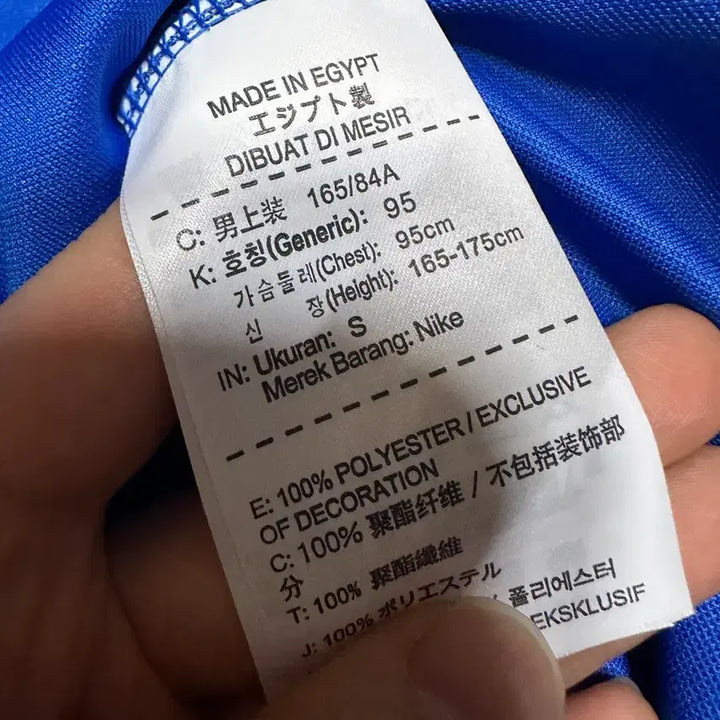 MADE IN EGYPT
エジプト製
DIBUAT DI MESIR
C: 男上装 165/84A
K: 호칭(Generic): 95
가슴둘레(Chest): 95cm
신 장(Height): 165-175cm
IN: Ukuran: S
Merek Barang: Nike
E: 100% POLYESTER / EXCLUSIVE
OF DECORATION
C: 100% 聚酯纤维 / 不包括装饰部
分
T: 100% 聚酯纖維
J: 100% ポリエステル
폴리에스터
EKSKLUSIF